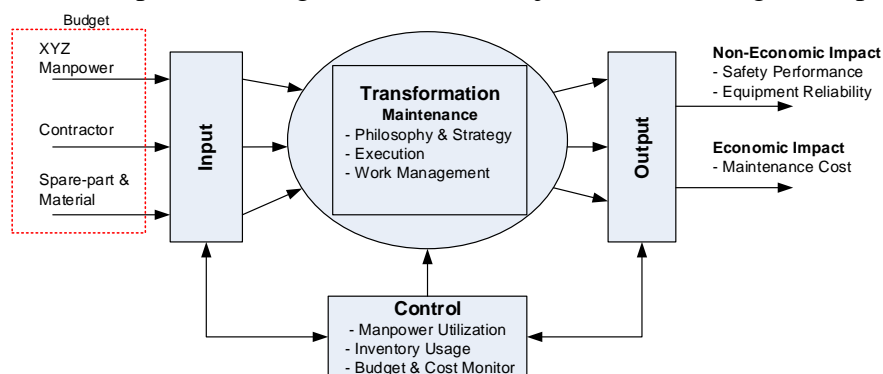 Budget
XYZ
Manpower
Contractor
Spare-part &
Material
Input
Transformation
Maintenance
- Philosophy & Strategy
- Execution
- Work Management
Output
Non-Economic Impact
- Safety Performance
- Equipment Reliability
Economic Impact
- Maintenance Cost
Control
- Manpower Utilization
- Inventory Usage
- Budget & Cost Monitor